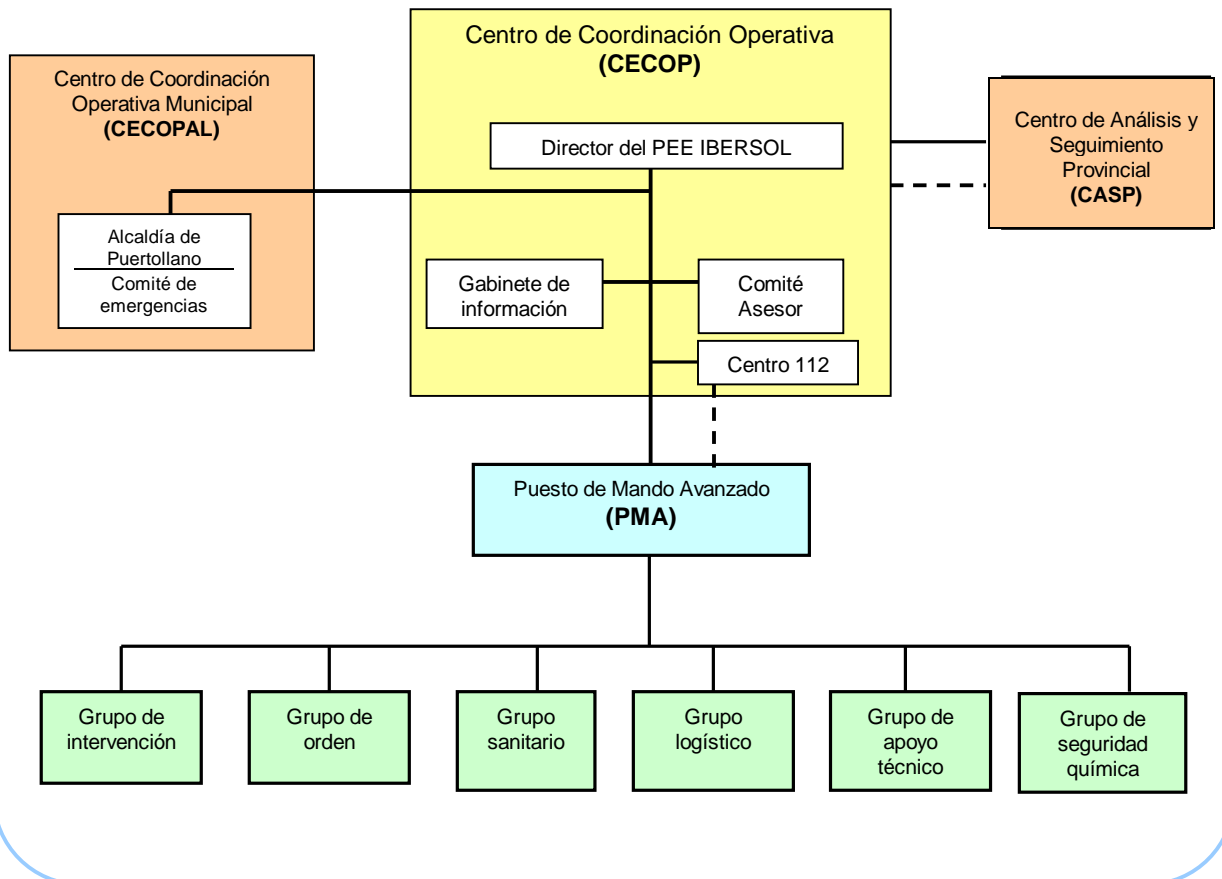 Centro de Coordinación Operativa
(CECOP)
Centro de Coordinación
Operativa Municipal
(CECOPAL)
Centro de Análisis y
Seguimiento
Provincial
(CASP)
Director del PEE IBERSOL
Alcaldía de
Puertollano
Comité de
emergencias
Gabinete de
información
Comité
Asesor
Centro 112
Puesto de Mando Avanzado
(PMA)
Grupo de
intervención
Grupo de
orden
Grupo
sanitario
Grupo
logístico
Grupo de
apoyo
técnico
Grupo de
seguridad
química